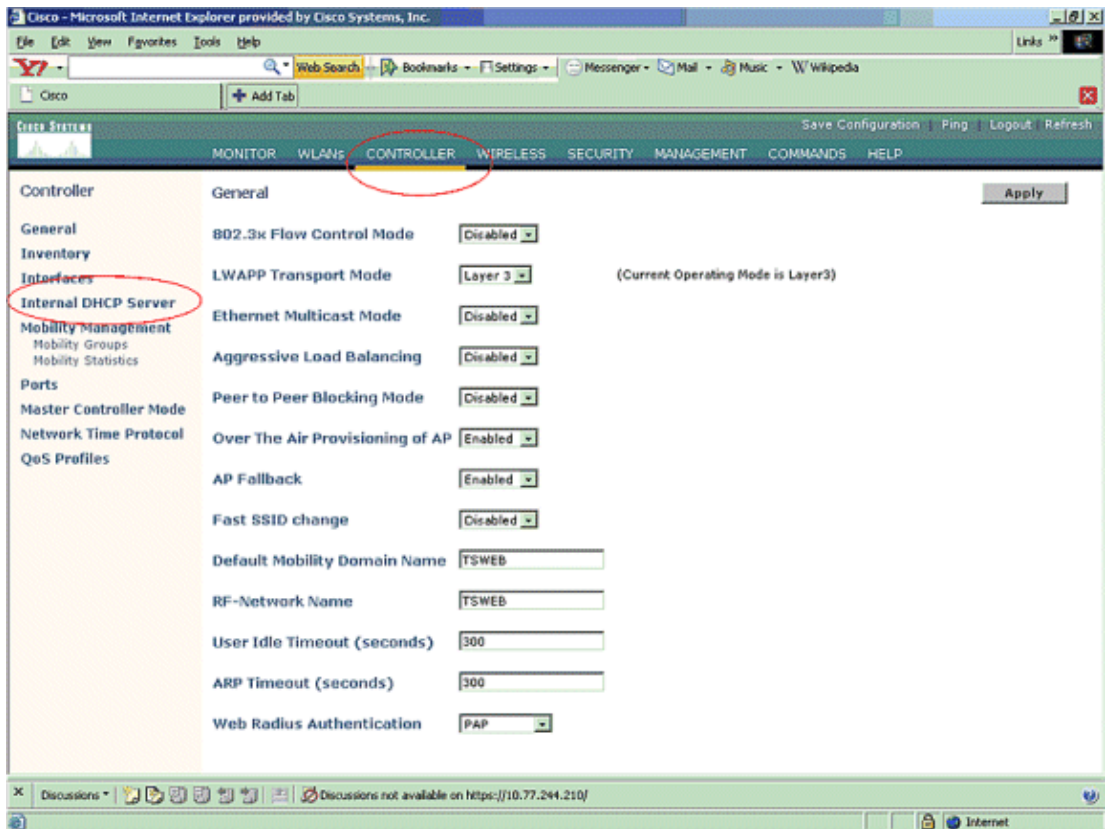 Cisco - Microsoft Internet Explorer provided by Cisco Systems, Inc.
File Edit View Favorites Tools Help
Links »
Y! Web Search Bookmarks Settings Messenger Mail Music W Wikipedia
Cisco Add Tab
CISCO SYSTEMS
Save Configuration | Ping | Logout | Refresh
MONITOR WLANs CONTROLLER WIRELESS SECURITY MANAGEMENT COMMANDS HELP
Controller
General
Inventory
Interfaces
Internal DHCP Server
Mobility Management
Mobility Groups
Mobility Statistics
Ports
Master Controller Mode
Network Time Protocol
QoS Profiles
General
Apply
802.3x Flow Control Mode Disabled
LWAPP Transport Mode Layer 3 (Current Operating Mode is Layer3)
Ethernet Multicast Mode Disabled
Aggressive Load Balancing Disabled
Peer to Peer Blocking Mode Disabled
Over The Air Provisioning of AP Enabled
AP Fallback Enabled
Fast SSID change Disabled
Default Mobility Domain Name TSWEB
RF-Network Name TSWEB
User Idle Timeout (seconds) 300
ARP Timeout (seconds) 300
Web Radius Authentication PAP
Discussions Discussions not available on https://10.77.244.210/
Internet